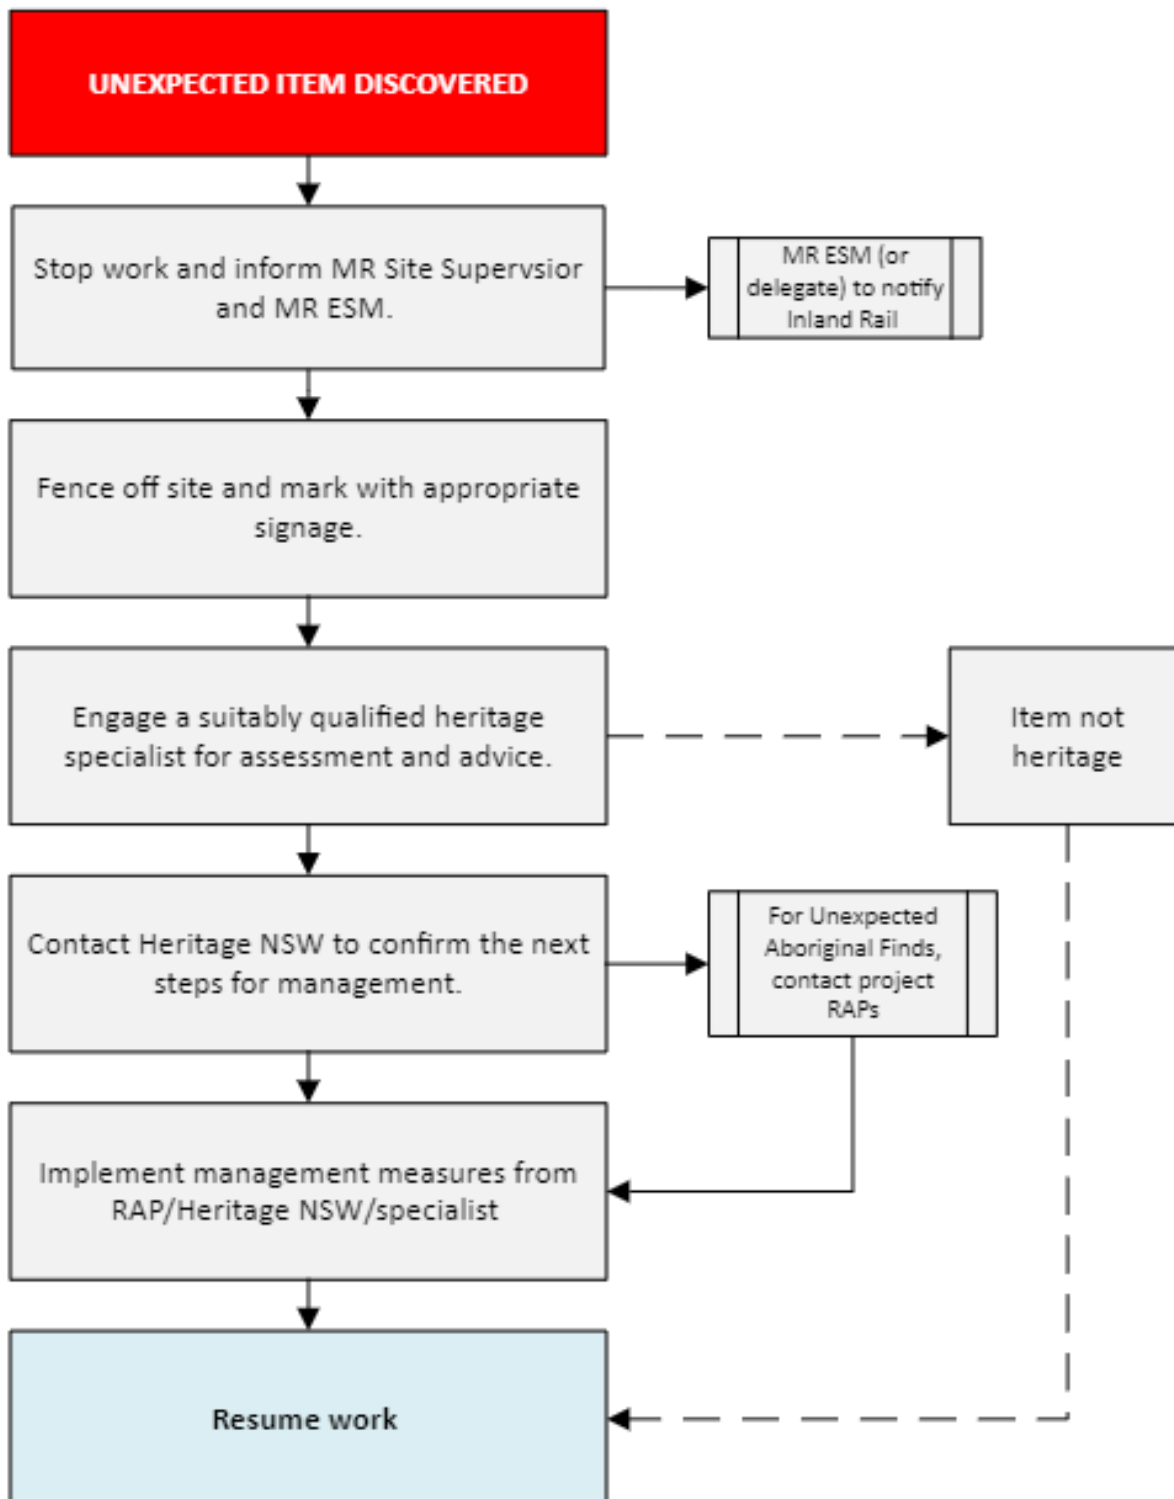 UNEXPECTED ITEM DISCOVERED
Stop work and inform MR Site Supervsior
and MR ESM.
MR ESM (or
delegate) to notify
Inland Rail
Fence off site and mark with appropriate
signage.
Engage a suitably qualified heritage
specialist for assessment and advice.
Item not
heritage
Contact Heritage NSW to confirm the next
steps for management.
For Unexpected
Aboriginal Finds,
contact project
RAPs
Implement management measures from
RAP/Heritage NSW/specialist
Resume work